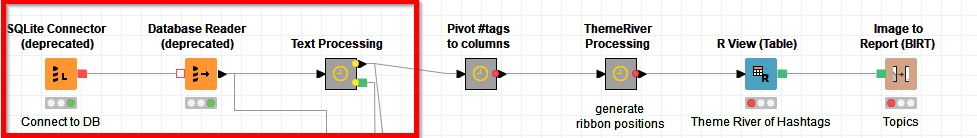 SQLite Connector
(deprecated)
Database Reader
(deprecated)
Text Processing
Pivot #tags
to columns
ThemeRiver
Processing
R View (Table)
Image to
Report (BIRT)
L
R
Connect to DB
generate
ribbon positions
Theme River of Hashtags
Topics